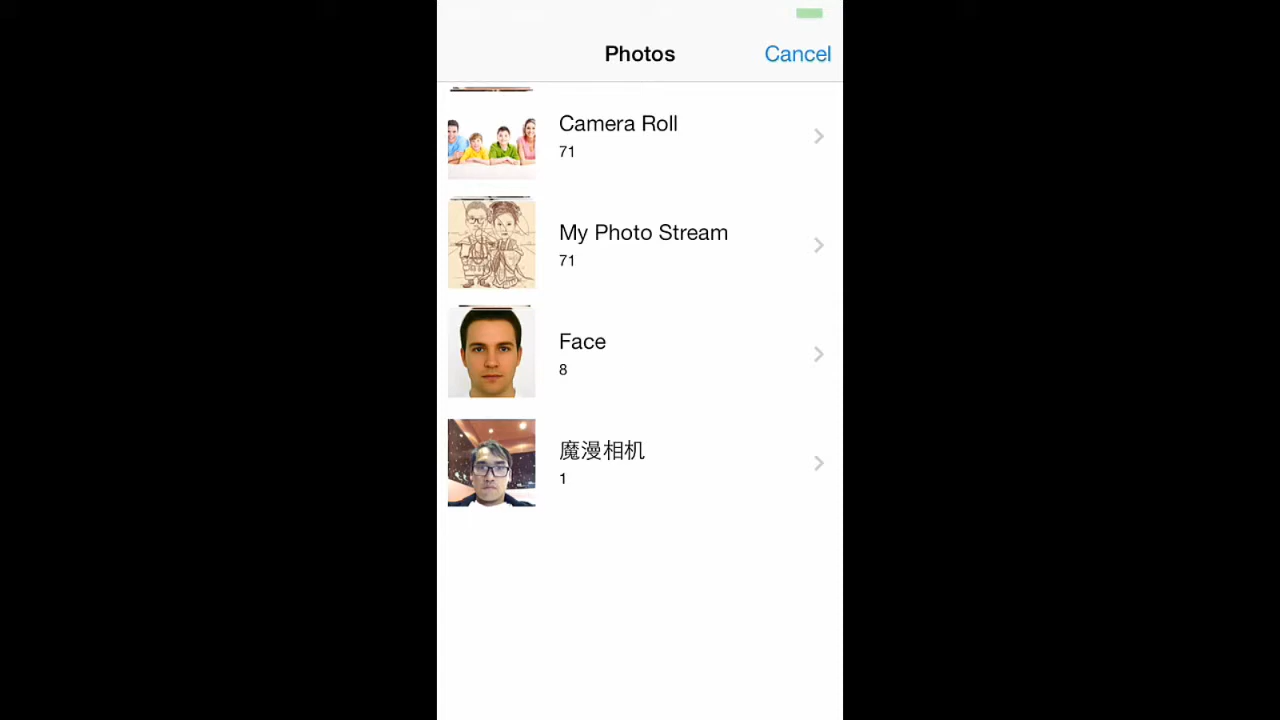 Photos
Cancel
Camera Roll
71
My Photo Stream
71
Face
8
魔漫相机
1